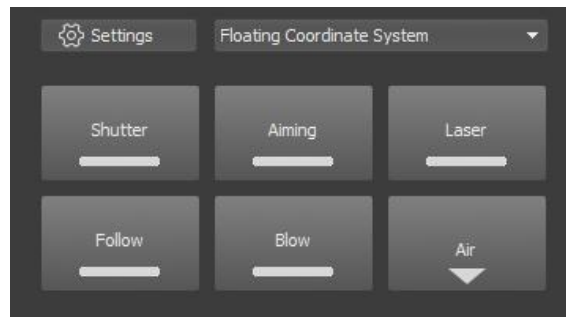 Settings
Floating Coordinate System
Shutter
Aiming
Laser
Follow
Blow
Air